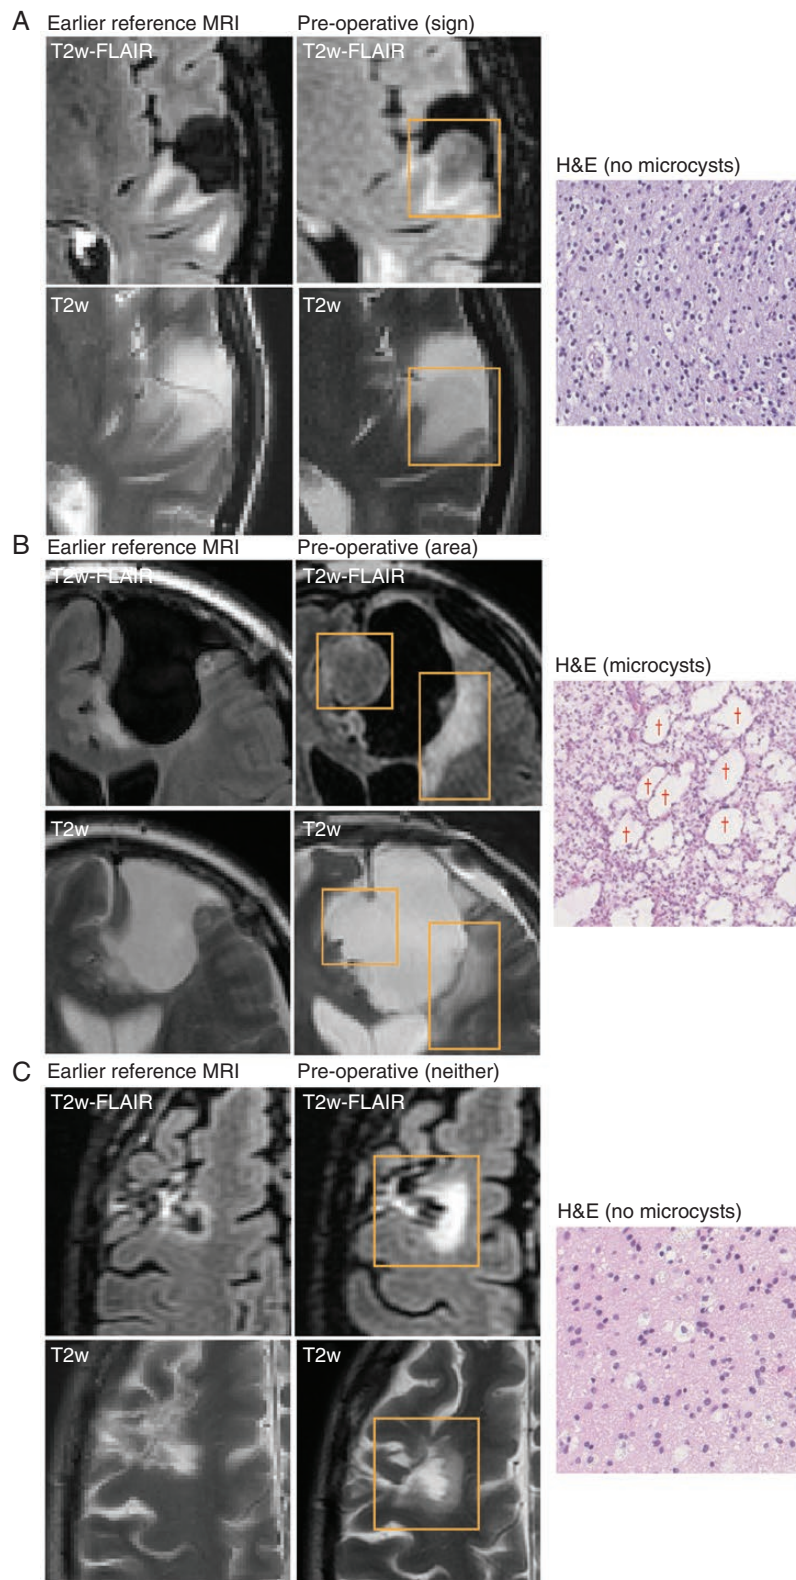 A Earlier reference MRI Pre-operative (sign)
T2w-FLAIR T2w-FLAIR
H&E (no microcysts)
T2w T2w
B Earlier reference MRI Pre-operative (area)
T2w-FLAIR T2w-FLAIR
H&E (microcysts)
† † † † † † †
T2w T2w
C Earlier reference MRI Pre-operative (neither)
T2w-FLAIR T2w-FLAIR
H&E (no microcysts)
T2w T2w